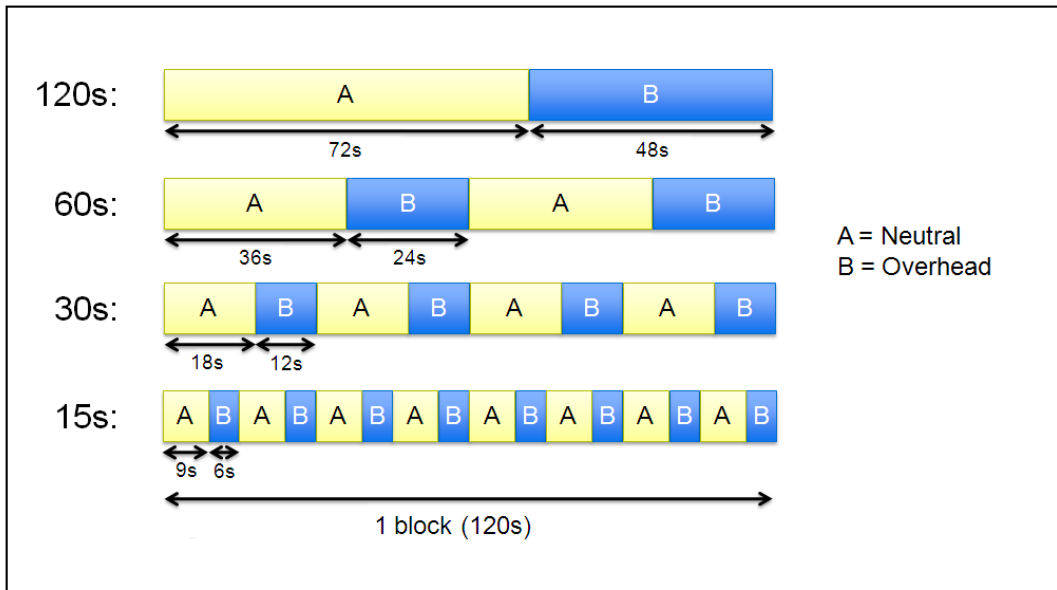 120s:
A B
72s 48s
60s:
A B A B
36s 24s
A = Neutral
B = Overhead
30s:
A B A B A B A B
18s 12s
15s:
A B A B A B A B A B A B A B A B
9s 6s
1 block (120s)